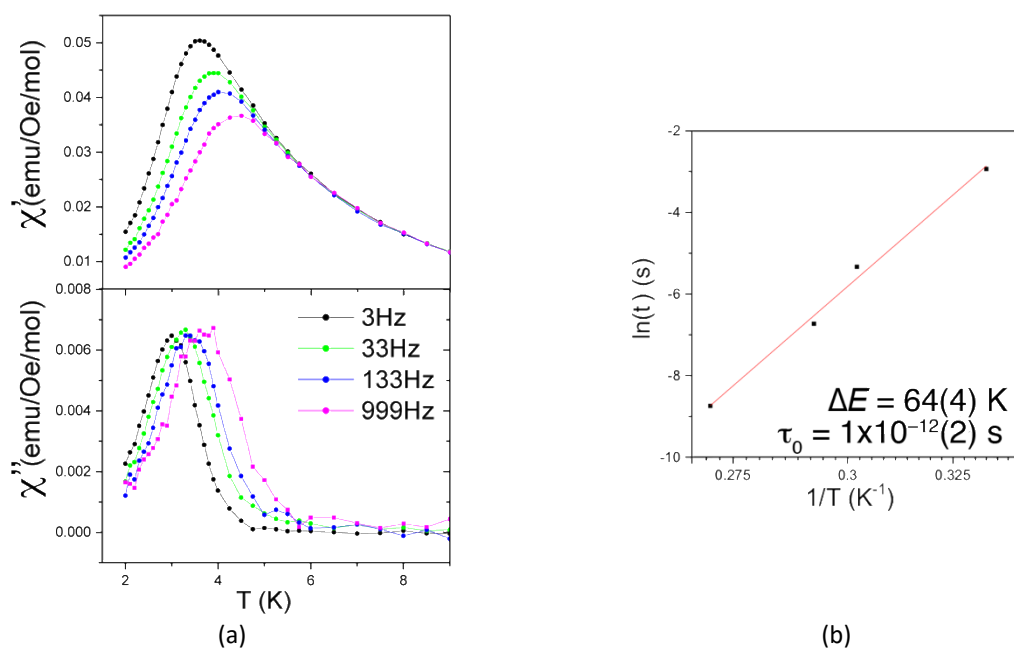 χ'(emu/Oe/mol)
0.05
0.04
0.03
0.02
0.01
0.008
0.006
0.004
0.002
0.000
χ''(emu/Oe/mol)
3Hz
33Hz
133Hz
999Hz
2 4 6 8
T (K)
(a)
-2
-4
-6
-8
-10
ln(t) (s)
ΔE = 64(4) K
τ₀ = 1x10⁻¹²(2) s
0.275 0.3 0.325
1/T (K⁻¹)
(b)